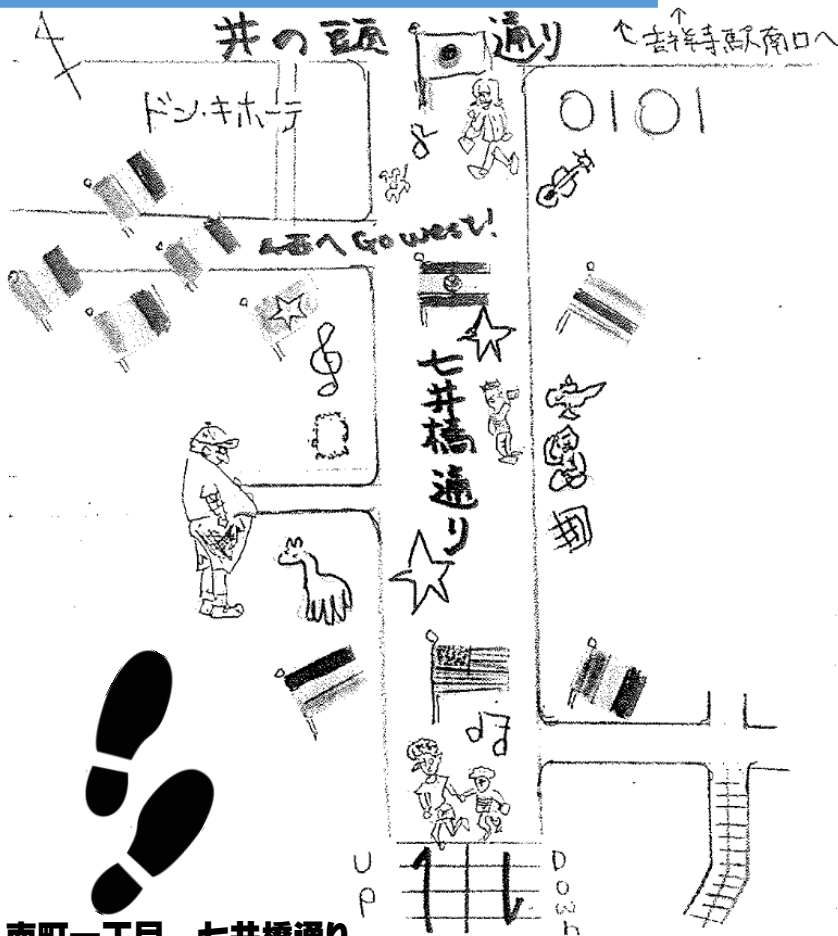 井の頭 通り
↖↑吉祥寺駅南口へ
ドン・キホーテ
0101
←西へ Go west!
七井橋通り
UP
Down
南町一丁目 七井橋通り